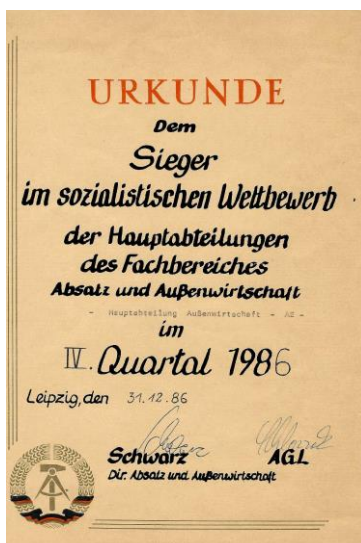 URKUNDE
Dem
Sieger
im sozialistischen Wettbewerb
der Hauptabteilungen
des Fachbereiches
Absatz und Außenwirtschaft
- Hauptabteilung Außenwirtschaft - AZ -
im
IV. Quartal 1986
Leipzig, den 31.12.86
Schwarz AGL
Dir. Absatz und Außenwirtschaft